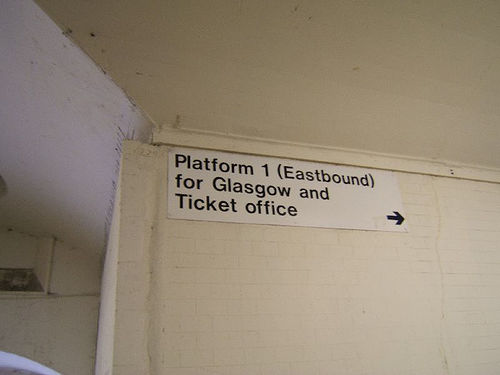 Platform 1 (Eastbound)
for Glasgow and
Ticket office